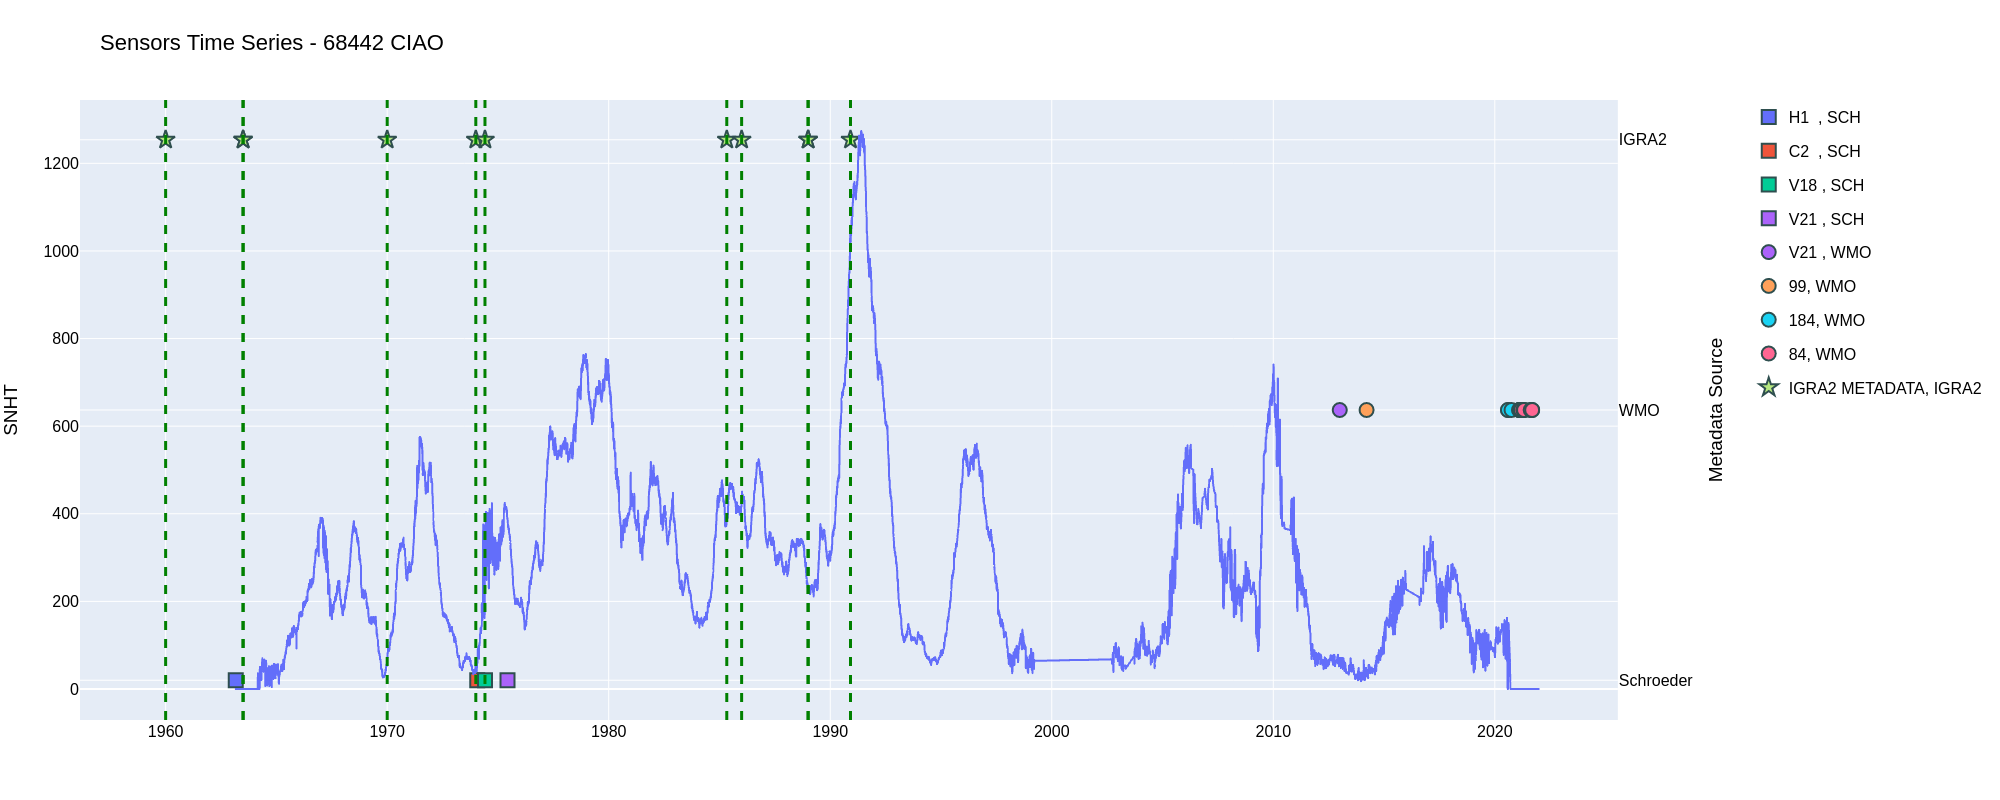 Sensors Time Series - 68442 CIAO
SNHT
1200
1000
800
600
400
200
0
1960
1970
1980
1990
2000
2010
2020
IGRA2
WMO
Schroeder
Metadata Source
H1 , SCH
C2 , SCH
V18 , SCH
V21 , SCH
V21 , WMO
99, WMO
184, WMO
84, WMO
IGRA2 METADATA, IGRA2